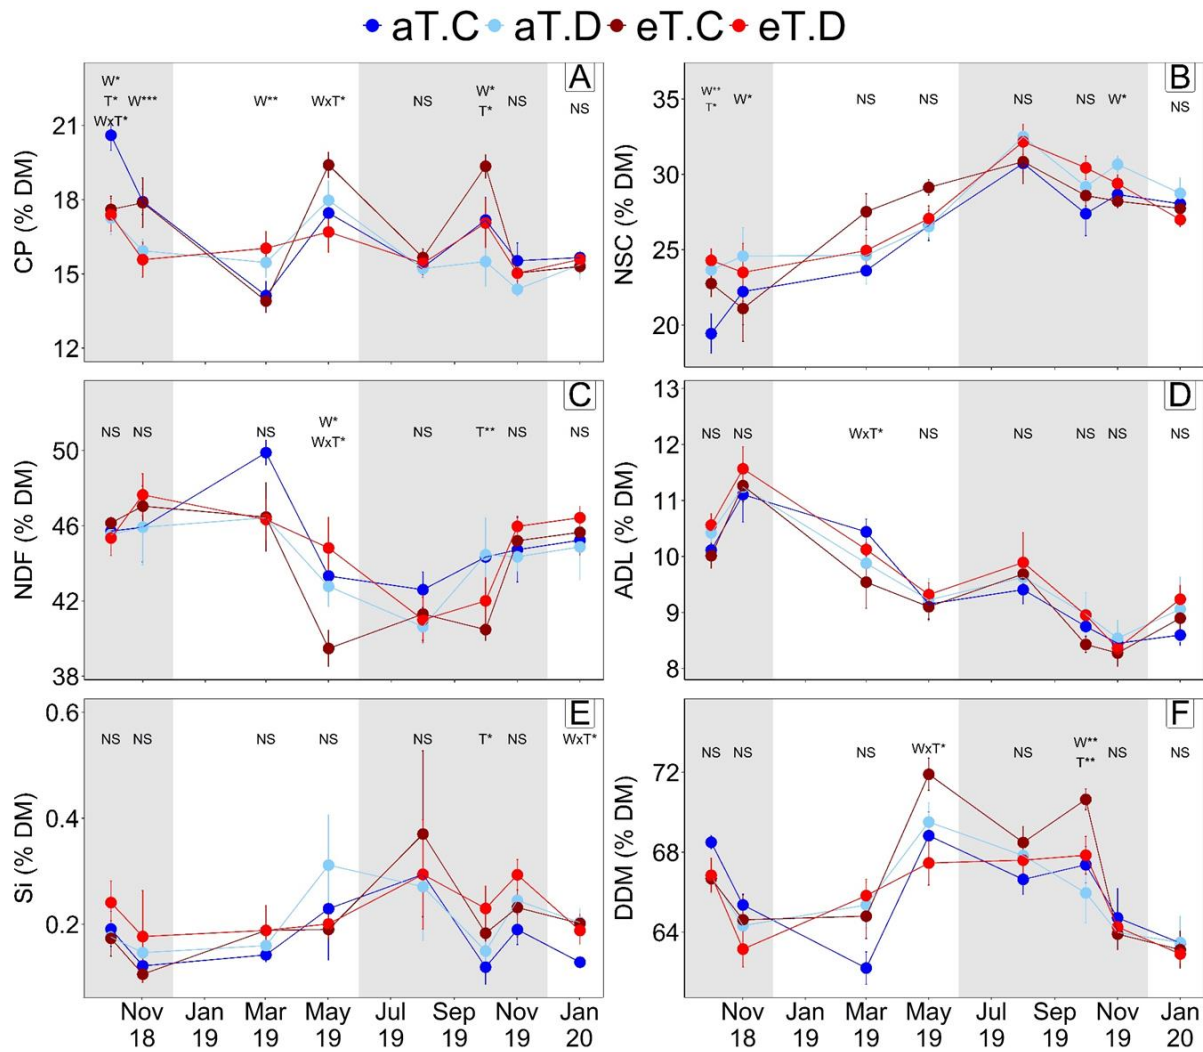 aT.C aT.D eT.C eT.D
A
W*
T* W***
WxT*
W**
WxT*
NS
W*
T*
NS
NS
CP (% DM)
21
18
15
12
B
W**
T*
W*
NS
NS
NS
NS
W*
NS
NSC (% DM)
35
30
25
20
C
NS NS
NS
W*
WxT*
NS
T**
NS
NS
NDF (% DM)
50
46
42
38
D
NS NS
WxT*
NS
NS
NS NS
NS
ADL (% DM)
13
12
11
10
9
8
E
NS NS
NS
NS
NS
T*
NS
WxT*
Si (% DM)
0.6
0.4
0.2
F
NS NS
NS
WxT*
NS
W**
T**
NS
NS
DDM (% DM)
72
68
64
Nov Jan Mar May Jul Sep Nov Jan
18 19 19 19 19 19 19 20
Nov Jan Mar May Jul Sep Nov Jan
18 19 19 19 19 19 19 20